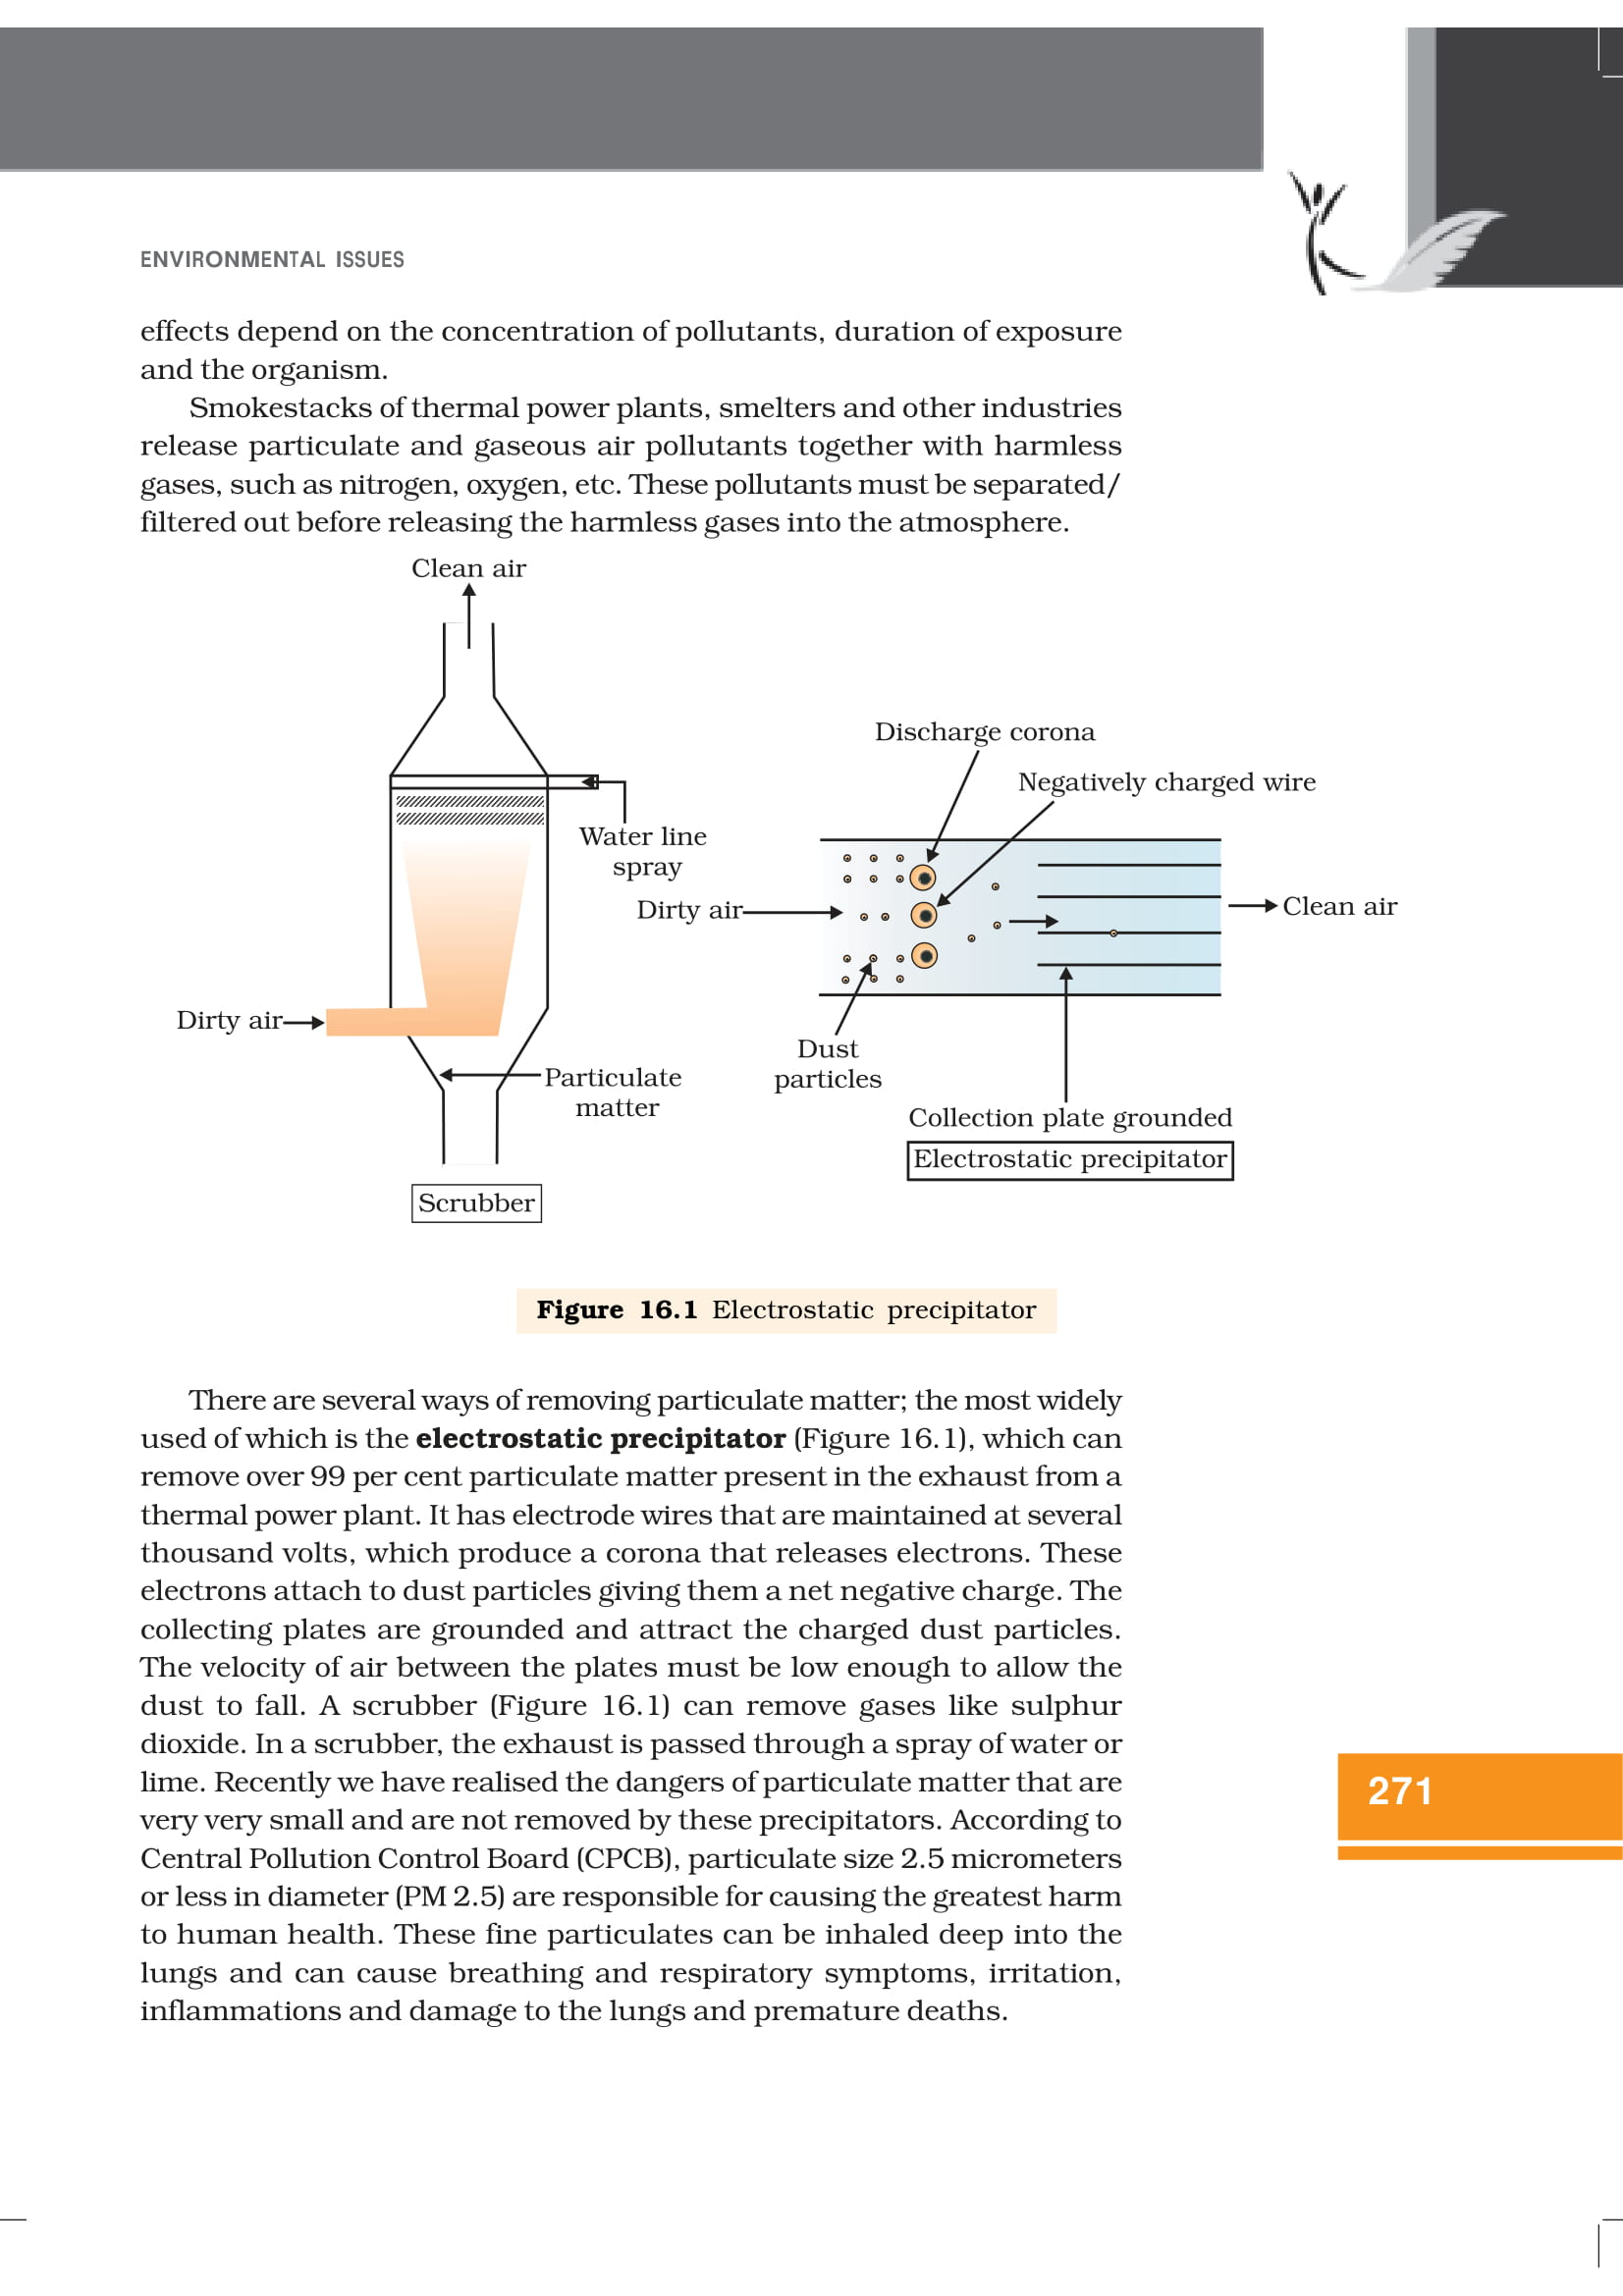 ENVIRONMENTAL ISSUES
effects depend on the concentration of pollutants, duration of exposure
and the organism.
Smokestacks of thermal power plants, smelters and other industries
release particulate and gaseous air pollutants together with harmless
gases, such as nitrogen, oxygen, etc. These pollutants must be separated/
filtered out before releasing the harmless gases into the atmosphere.
Clean air
Water line
spray
Dirty air
Particulate
matter
Scrubber
Discharge corona
Negatively charged wire
Dirty air
Clean air
Dust
particles
Collection plate grounded
Electrostatic precipitator
Figure 16.1 Electrostatic precipitator
There are several ways of removing particulate matter; the most widely
used of which is the electrostatic precipitator (Figure 16.1), which can
remove over 99 per cent particulate matter present in the exhaust from a
thermal power plant. It has electrode wires that are maintained at several
thousand volts, which produce a corona that releases electrons. These
electrons attach to dust particles giving them a net negative charge. The
collecting plates are grounded and attract the charged dust particles.
The velocity of air between the plates must be low enough to allow the
dust to fall. A scrubber (Figure 16.1) can remove gases like sulphur
dioxide. In a scrubber, the exhaust is passed through a spray of water or
lime. Recently we have realised the dangers of particulate matter that are
very very small and are not removed by these precipitators. According to
Central Pollution Control Board (CPCB), particulate size 2.5 micrometers
or less in diameter (PM 2.5) are responsible for causing the greatest harm
to human health. These fine particulates can be inhaled deep into the
lungs and can cause breathing and respiratory symptoms, irritation,
inflammations and damage to the lungs and premature deaths.
271